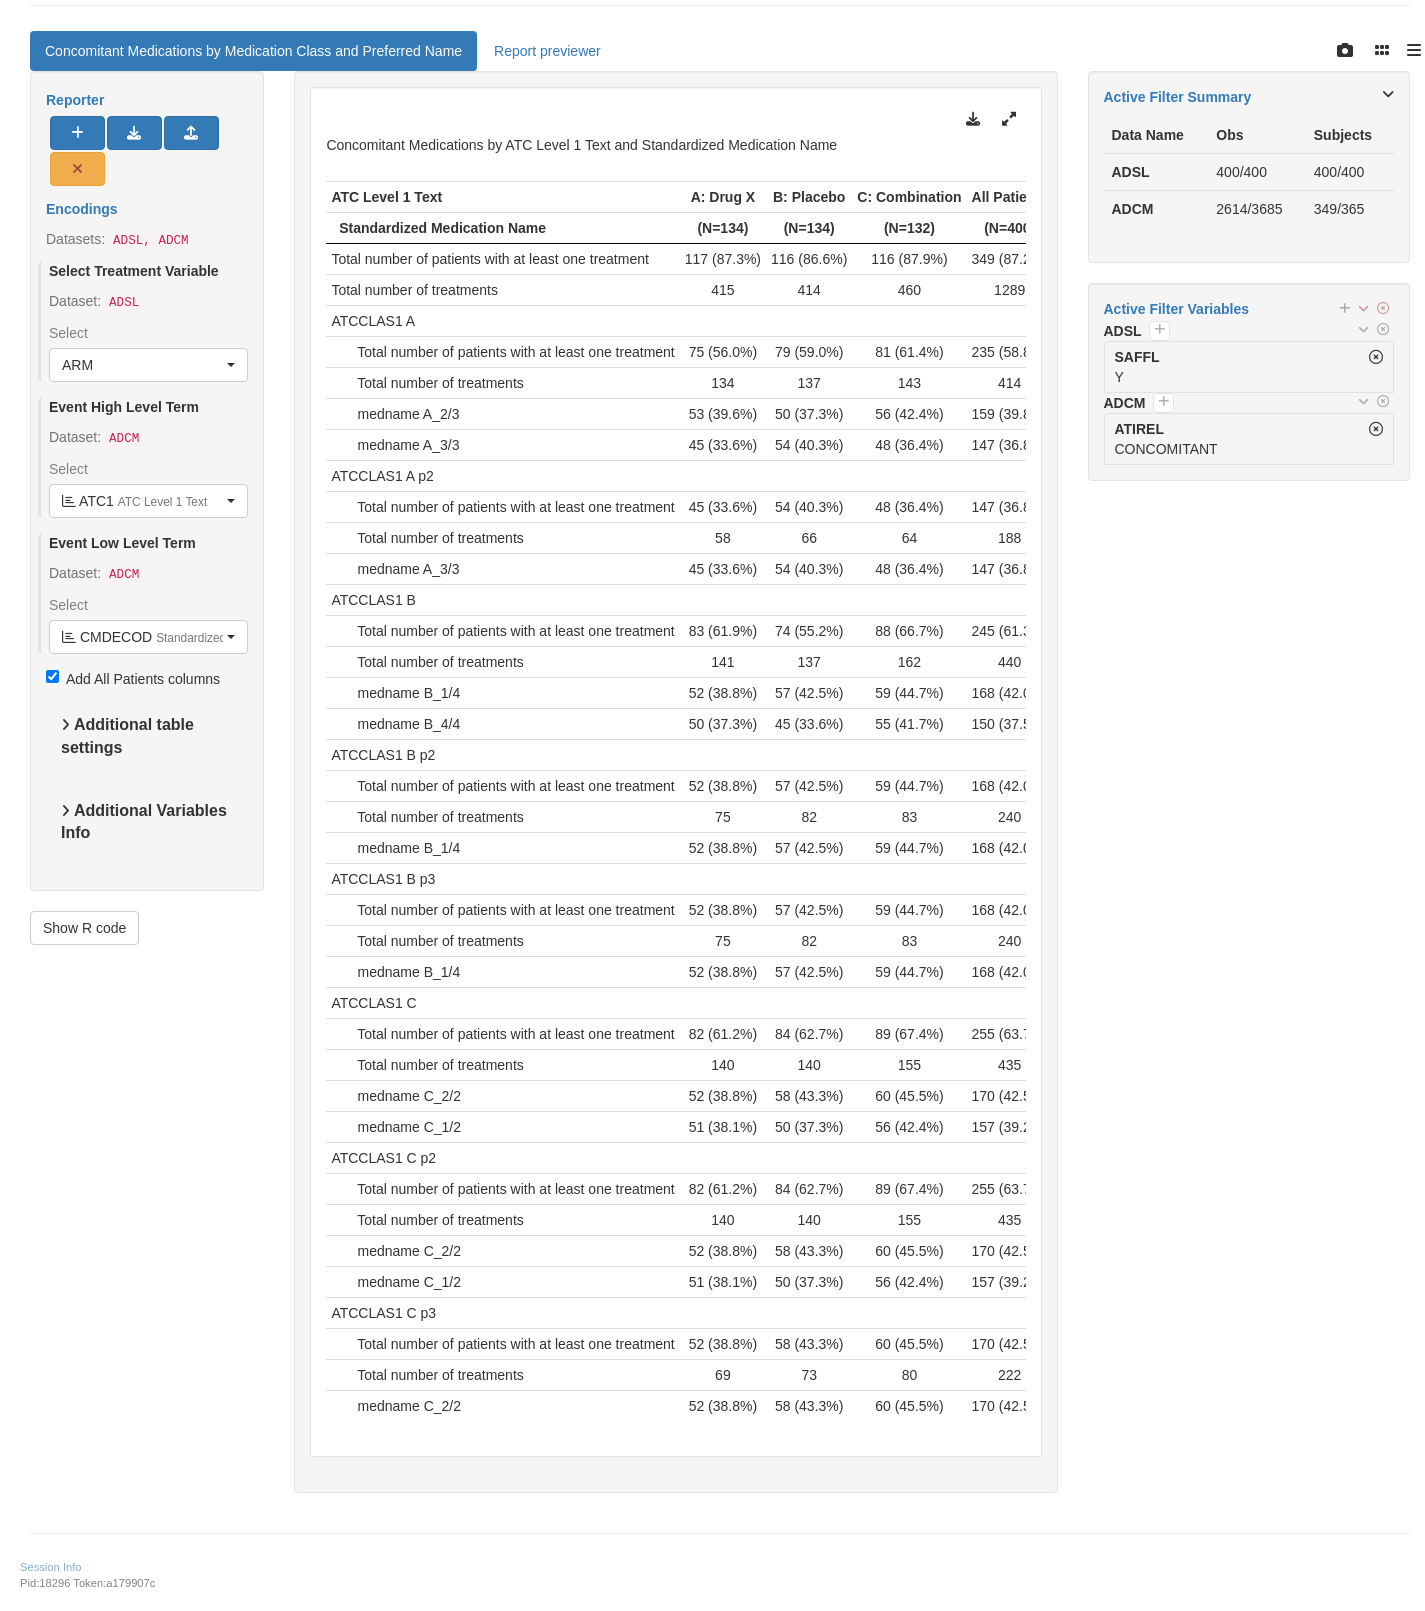 Concomitant Medications by Medication Class and Preferred Name Report previewer
Reporter
Encodings
Datasets: ADSL, ADCM
Select Treatment Variable
Dataset: ADSL
Select
ARM
Event High Level Term
Dataset: ADCM
Select
ATC1 ATC Level 1 Text
Event Low Level Term
Dataset: ADCM
Select
CMDECOD Standardized
Add All Patients columns
Additional table
settings
Additional Variables
Info
Show R code
Concomitant Medications by ATC Level 1 Text and Standardized Medication Name
ATC Level 1 Text A: Drug X B: Placebo C: Combination All Patie
Standardized Medication Name (N=134) (N=134) (N=132) (N=400
Total number of patients with at least one treatment 117 (87.3%) 116 (86.6%) 116 (87.9%) 349 (87.2
Total number of treatments 415 414 460 1289
ATCCLAS1 A
Total number of patients with at least one treatment 75 (56.0%) 79 (59.0%) 81 (61.4%) 235 (58.8
Total number of treatments 134 137 143 414
medname A_2/3 53 (39.6%) 50 (37.3%) 56 (42.4%) 159 (39.8
medname A_3/3 45 (33.6%) 54 (40.3%) 48 (36.4%) 147 (36.8
ATCCLAS1 A p2
Total number of patients with at least one treatment 45 (33.6%) 54 (40.3%) 48 (36.4%) 147 (36.8
Total number of treatments 58 66 64 188
medname A_3/3 45 (33.6%) 54 (40.3%) 48 (36.4%) 147 (36.8
ATCCLAS1 B
Total number of patients with at least one treatment 83 (61.9%) 74 (55.2%) 88 (66.7%) 245 (61.3
Total number of treatments 141 137 162 440
medname B_1/4 52 (38.8%) 57 (42.5%) 59 (44.7%) 168 (42.0
medname B_4/4 50 (37.3%) 45 (33.6%) 55 (41.7%) 150 (37.5
ATCCLAS1 B p2
Total number of patients with at least one treatment 52 (38.8%) 57 (42.5%) 59 (44.7%) 168 (42.0
Total number of treatments 75 82 83 240
medname B_1/4 52 (38.8%) 57 (42.5%) 59 (44.7%) 168 (42.0
ATCCLAS1 B p3
Total number of patients with at least one treatment 52 (38.8%) 57 (42.5%) 59 (44.7%) 168 (42.0
Total number of treatments 75 82 83 240
medname B_1/4 52 (38.8%) 57 (42.5%) 59 (44.7%) 168 (42.0
ATCCLAS1 C
Total number of patients with at least one treatment 82 (61.2%) 84 (62.7%) 89 (67.4%) 255 (63.7
Total number of treatments 140 140 155 435
medname C_2/2 52 (38.8%) 58 (43.3%) 60 (45.5%) 170 (42.5
medname C_1/2 51 (38.1%) 50 (37.3%) 56 (42.4%) 157 (39.2
ATCCLAS1 C p2
Total number of patients with at least one treatment 82 (61.2%) 84 (62.7%) 89 (67.4%) 255 (63.7
Total number of treatments 140 140 155 435
medname C_2/2 52 (38.8%) 58 (43.3%) 60 (45.5%) 170 (42.5
medname C_1/2 51 (38.1%) 50 (37.3%) 56 (42.4%) 157 (39.2
ATCCLAS1 C p3
Total number of patients with at least one treatment 52 (38.8%) 58 (43.3%) 60 (45.5%) 170 (42.5
Total number of treatments 69 73 80 222
medname C_2/2 52 (38.8%) 58 (43.3%) 60 (45.5%) 170 (42.5
Active Filter Summary
Data Name Obs Subjects
ADSL 400/400 400/400
ADCM 2614/3685 349/365
Active Filter Variables
ADSL
SAFFL
Y
ADCM
ATIREL
CONCOMITANT
Session Info
Pid:18296 Token:a179907c